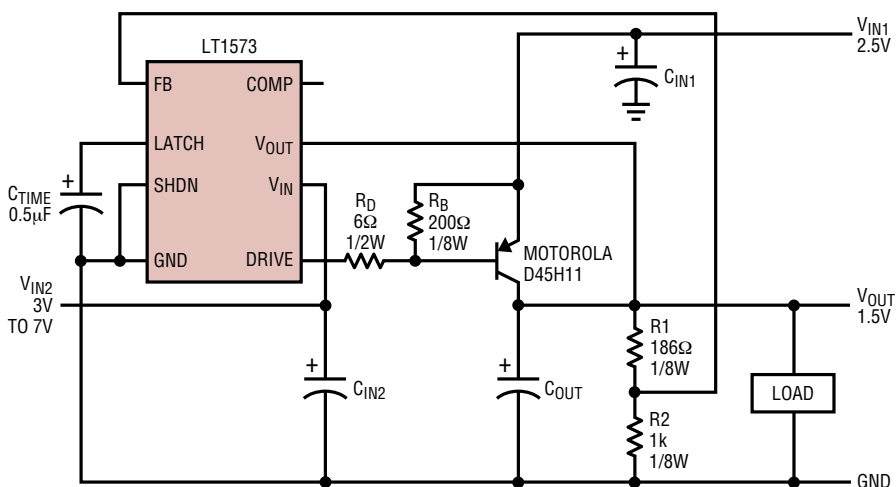 LT1573
FB
COMP
LATCH
VOUT
SHDN
VIN
GND
DRIVE
+
CTIME
0.5µF
VIN2
3V
TO 7V
RD
6Ω
1/2W
RB
200Ω
1/8W
MOTOROLA
D45H11
+
CIN1
VIN1
2.5V
+
CIN2
+
COUT
R1
186Ω
1/8W
R2
1k
1/8W
LOAD
VOUT
1.5V
GND